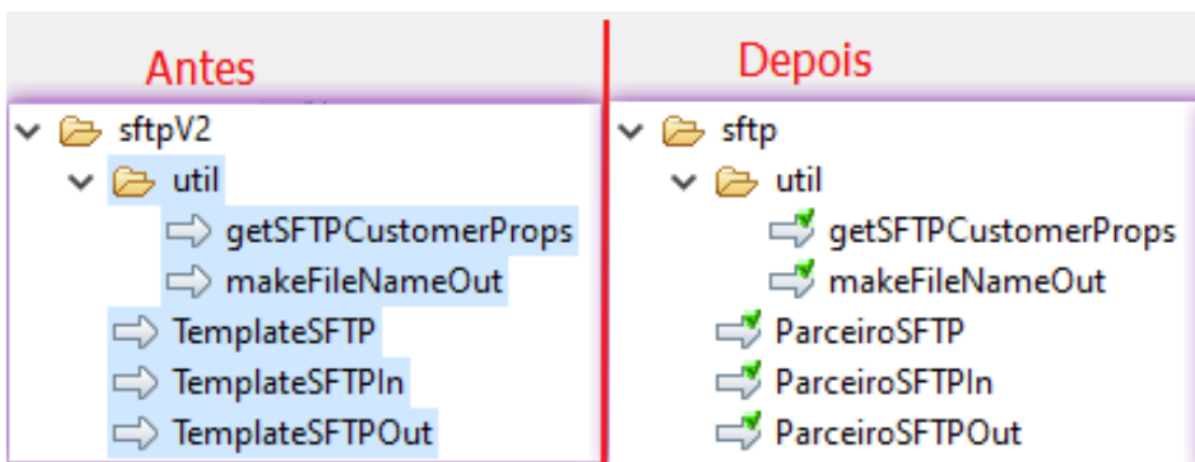 Antes
sftpV2
util
getSFTPCustomerProps
makeFileNameOut
TemplateSFTP
TemplateSFTPIn
TemplateSFTPOut
Depois
sftp
util
getSFTPCustomerProps
makeFileNameOut
ParceiroSFTP
ParceiroSFTPIn
ParceiroSFTPOut